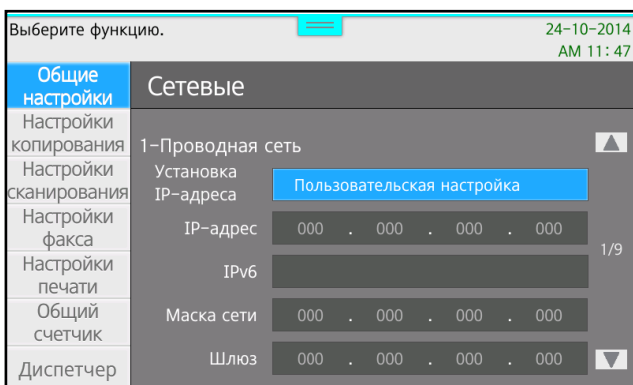 Выберите функцию.
24-10-2014
AM 11:47
Общие
настройки
Настройки
копирования
Настройки
сканирования
Настройки
факса
Настройки
печати
Общий
счетчик
Диспетчер
Сетевые
1-Проводная сеть
Установка
IP-адреса
Пользовательская настройка
IP-адрес 000 . 000 . 000 . 000
IPv6
1/9
Маска сети 000 . 000 . 000 . 000
Шлюз 000 . 000 . 000 . 000